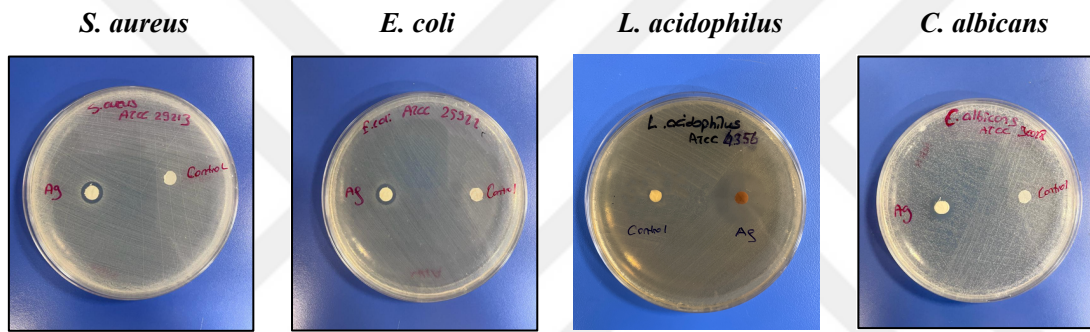 S. aureus
E. coli
L. acidophilus
C. albicans
S. aureus
ATCC 29213
Ag
Control
E. coli ATCC 25922
Ag
Control
L. acidophilus
ATCC 4356
Control
Ag
C. albicans
ATCC
Ag
Control